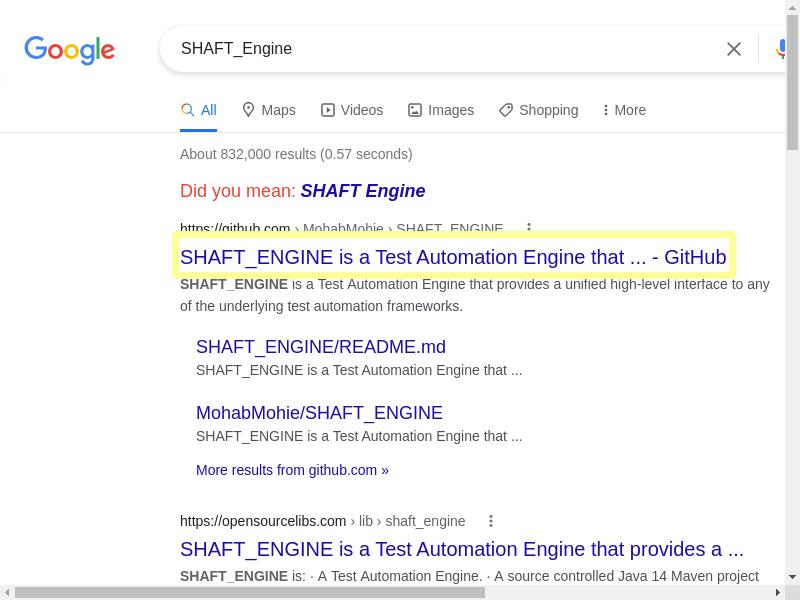 Google
SHAFT_Engine
All Maps Videos Images Shopping More
About 832,000 results (0.57 seconds)
Did you mean: SHAFT Engine
https://github.com › MohabMohie › SHAFT_ENGINE
SHAFT_ENGINE is a Test Automation Engine that ... - GitHub
SHAFT_ENGINE is a Test Automation Engine that provides a unified high-level interface to any
of the underlying test automation frameworks.
SHAFT_ENGINE/README.md
SHAFT_ENGINE is a Test Automation Engine that ...
MohabMohie/SHAFT_ENGINE
SHAFT_ENGINE is a Test Automation Engine that ...
More results from github.com »
https://opensourcelibs.com › lib › shaft_engine
SHAFT_ENGINE is a Test Automation Engine that provides a ...
SHAFT_ENGINE is: · A Test Automation Engine. · A source controlled Java 14 Maven project